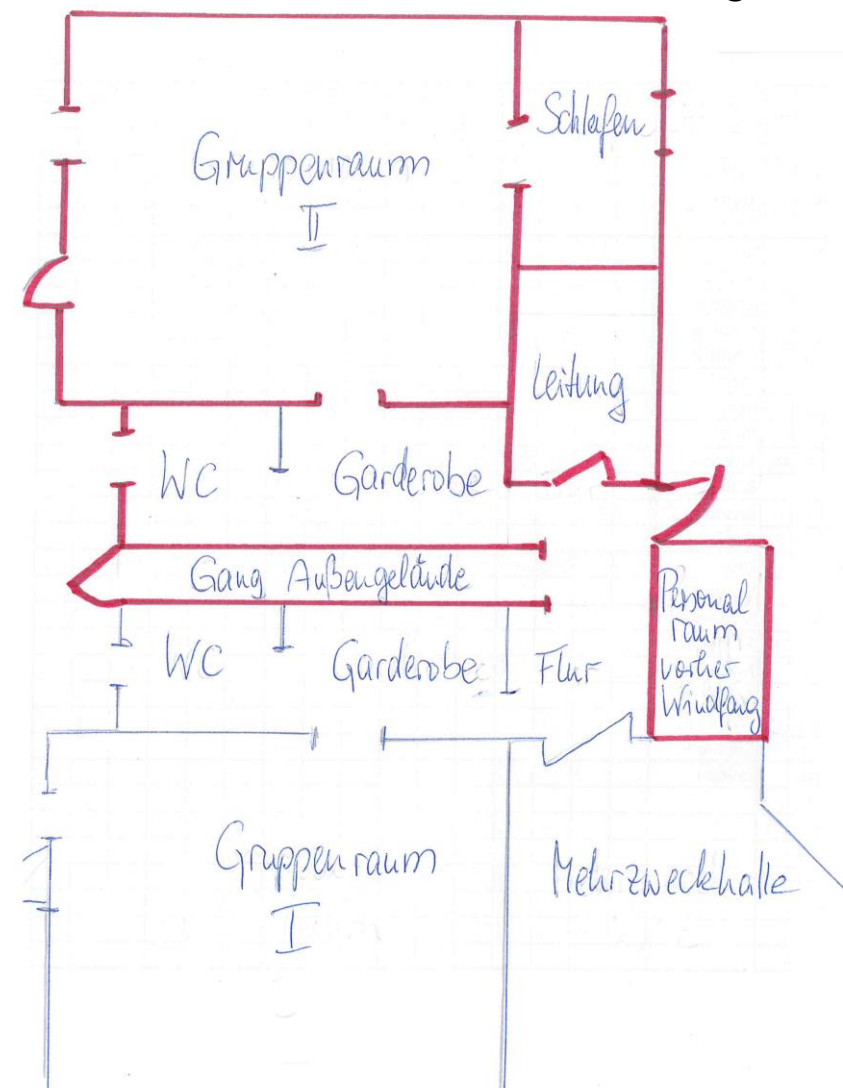 Schlafen
Gruppenraum
II
Leitung
WC Garderobe
Gang Außengelände
Personal
raum
vorher
Windfang
WC Garderobe Flur
Gruppenraum
I
Mehrzweckhalle